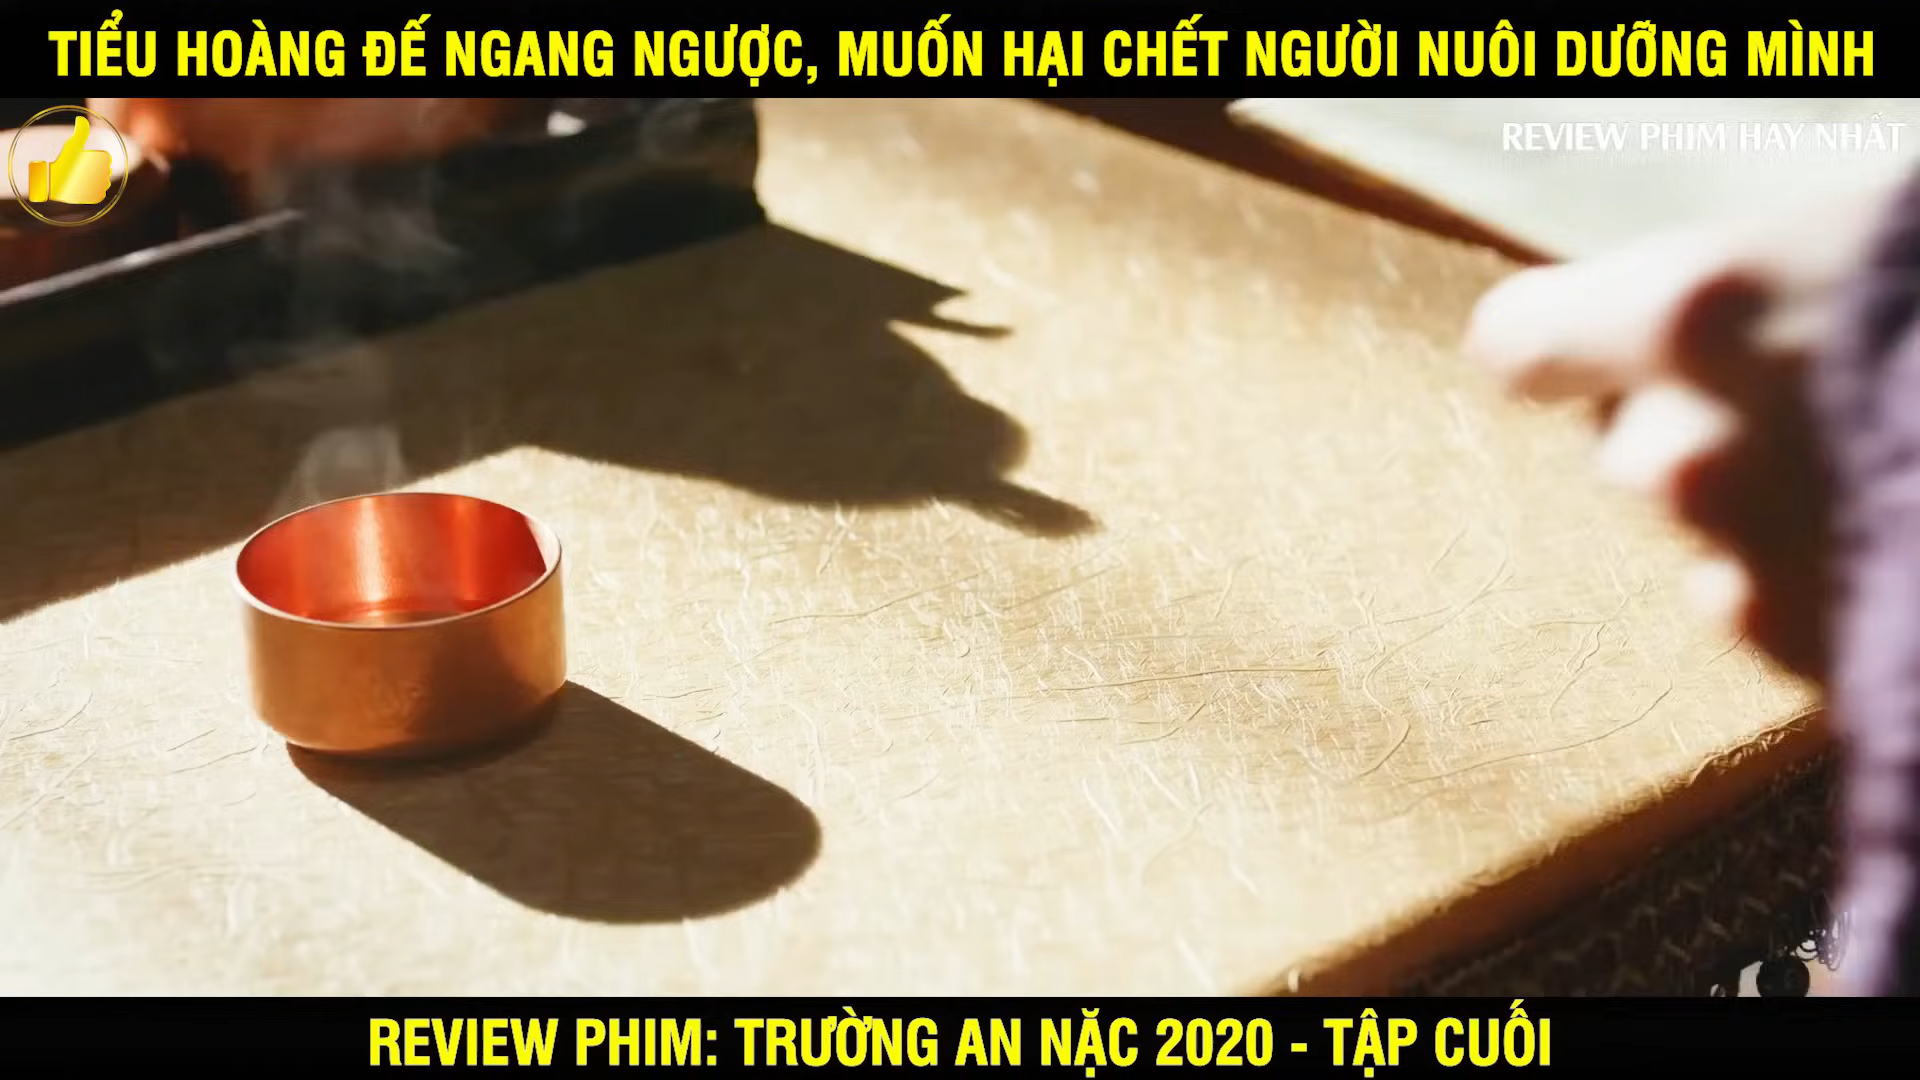 TIỂU HOÀNG ĐẾ NGANG NGƯỢC, MUỐN HẠI CHẾT NGƯỜI NUÔI DƯỠNG MÌNH
REVIEW PHIM HAY NHẤT
REVIEW PHIM: TRƯỜNG AN NẶC 2020 - TẬP CUỐI